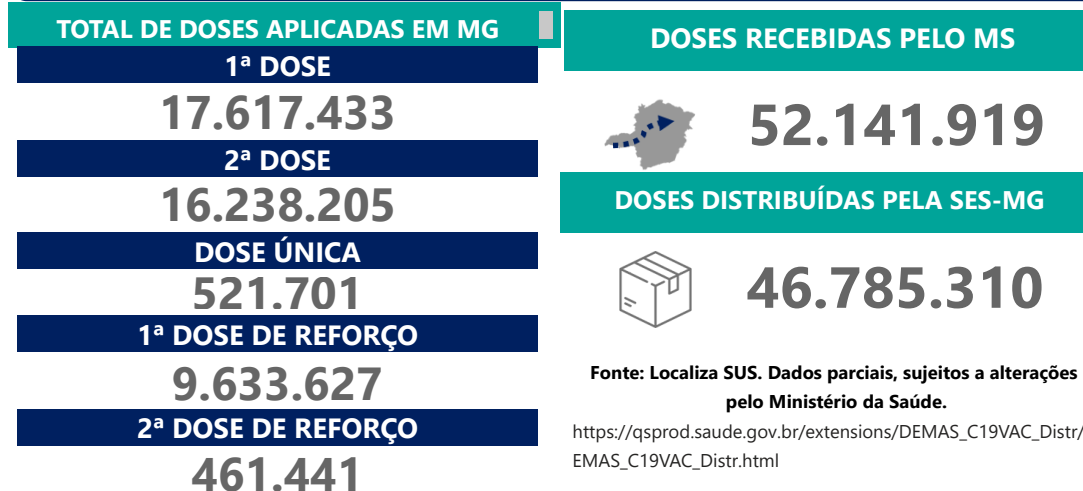 TOTAL DE DOSES APLICADAS EM MG
1ª DOSE
17.617.433
2ª DOSE
16.238.205
DOSE ÚNICA
521.701
1ª DOSE DE REFORÇO
9.633.627
2ª DOSE DE REFORÇO
461.441
DOSES RECEBIDAS PELO MS
52.141.919
DOSES DISTRIBUÍDAS PELA SES-MG
46.785.310
Fonte: Localiza SUS. Dados parciais, sujeitos a alterações
pelo Ministério da Saúde.
https://qsprod.saude.gov.br/extensions/DEMAS_C19VAC_Distr/
EMAS_C19VAC_Distr.html